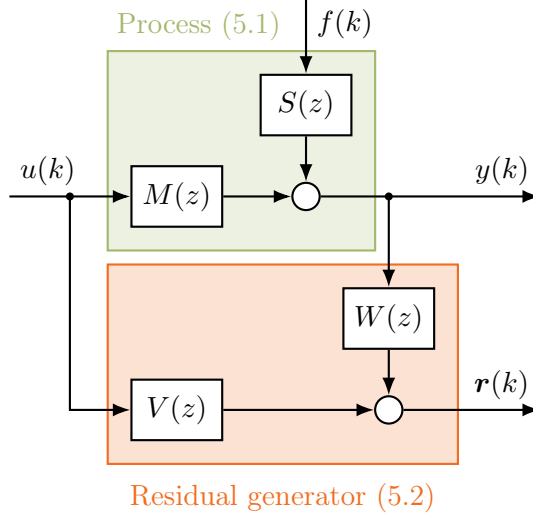 Process (5.1)
f(k)
S(z)
u(k)
M(z)
y(k)
W(z)
V(z)
r(k)
Residual generator (5.2)